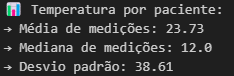 📊 Temperatura por paciente:
→ Média de medições: 23.73
→ Mediana de medições: 12.0
→ Desvio padrão: 38.61